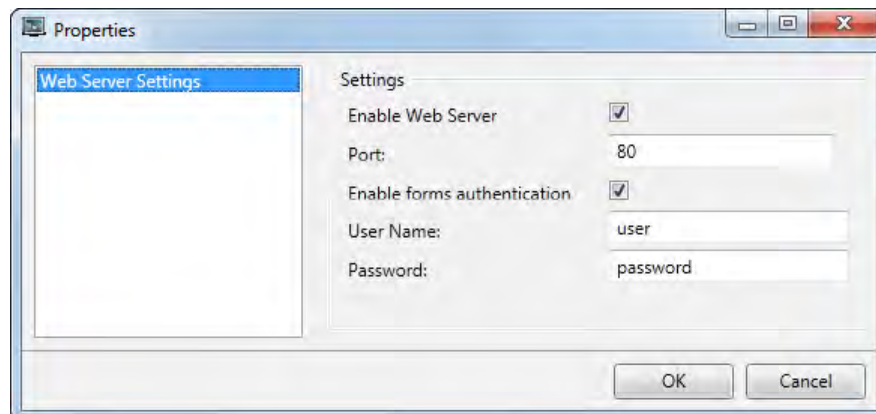 Properties
Web Server Settings
Settings
Enable Web Server
Port: 80
Enable forms authentication
User Name: user
Password: password
OK Cancel